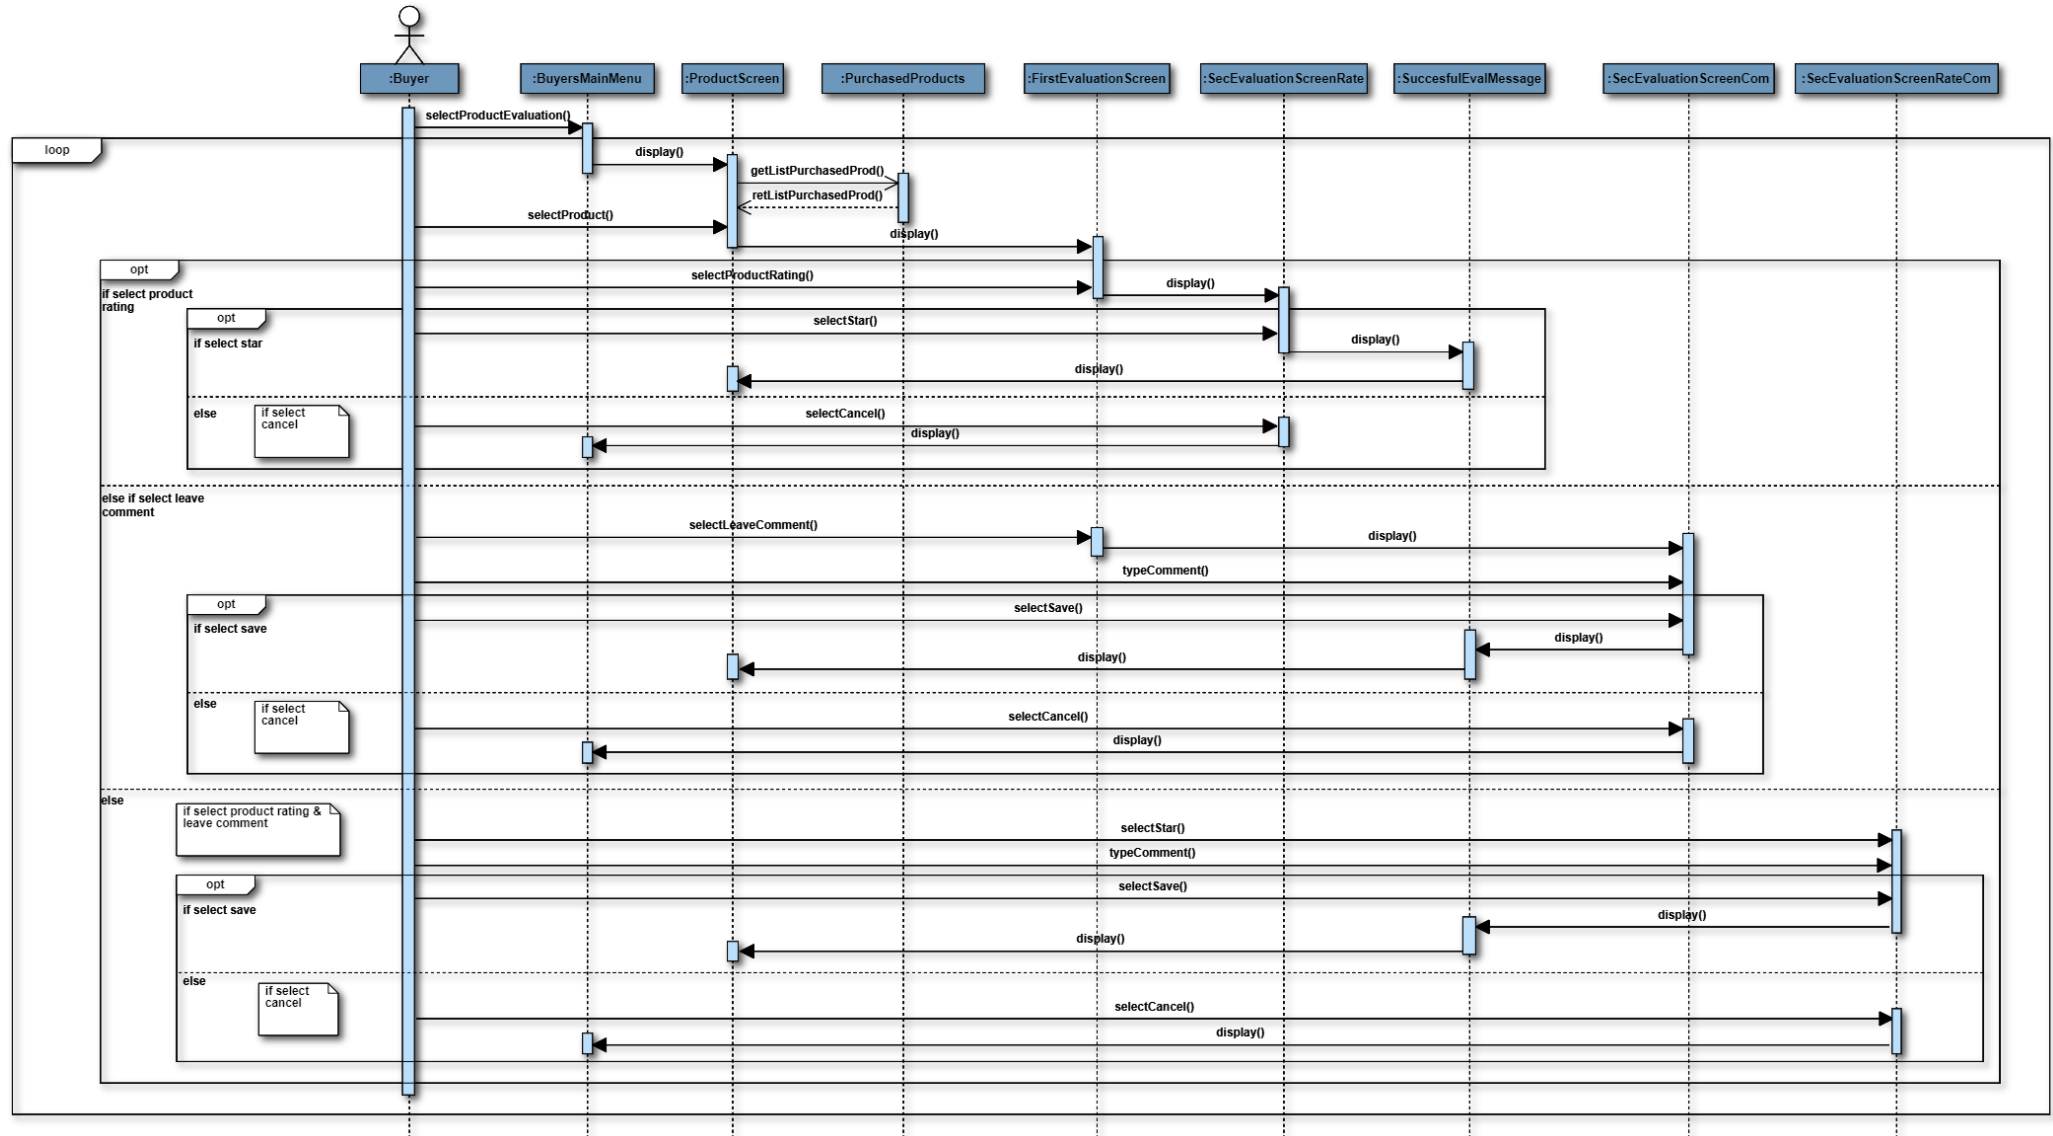 :Buyer
:BuyersMainMenu
:ProductScreen
:PurchasedProducts
:FirstEvaluationScreen
:SecEvaluationScreenRate
:SuccesfulEvalMessage
:SecEvaluationScreenCom
:SecEvaluationScreenRateCom
selectProductEvaluation()
loop
display()
getListPurchasedProd()
retListPurchasedProd()
selectProduct()
display()
opt
selectProductRating()
display()
if select product
rating
opt
selectStar()
if select star
display()
display()
else
if select
cancel
selectCancel()
display()
else if select leave
comment
selectLeaveComment()
display()
typeComment()
opt
selectSave()
if select save
display()
display()
else
if select
cancel
selectCancel()
display()
else
if select product rating &
leave comment
selectStar()
typeComment()
opt
selectSave()
if select save
display()
display()
else
if select
cancel
selectCancel()
display()